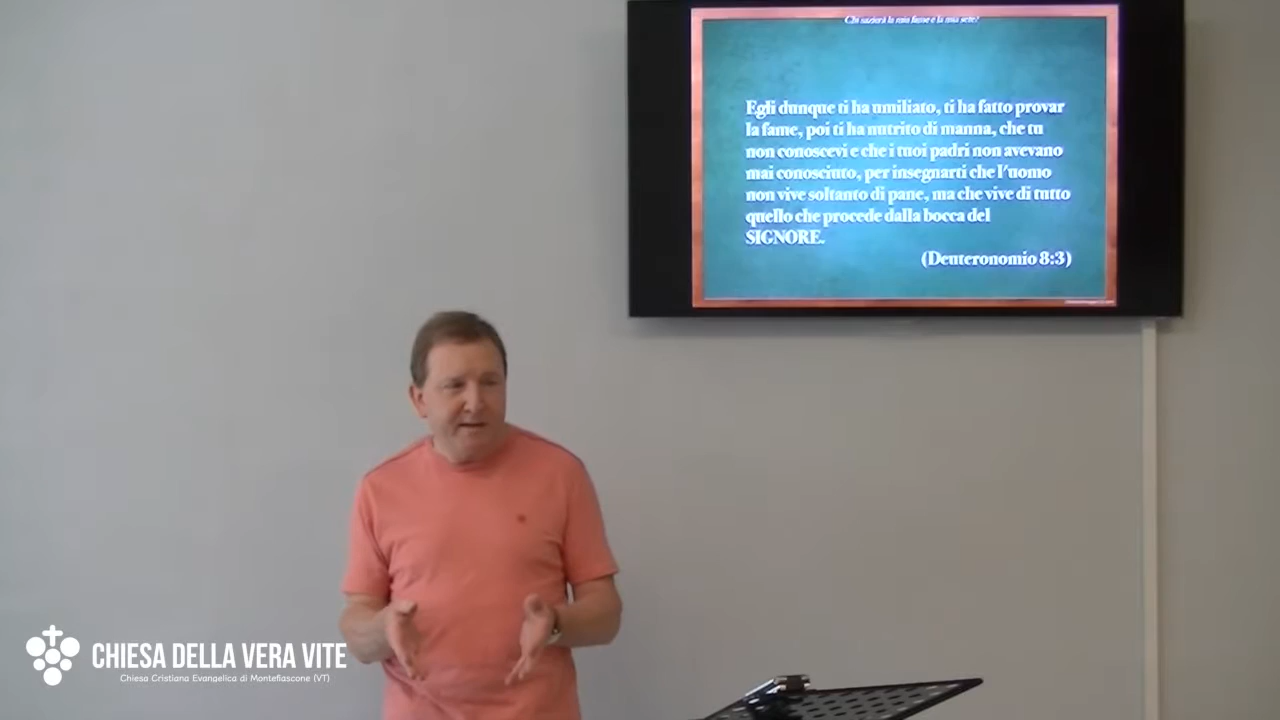 Chi sazierà la mia fame e la mia sete?
Egli dunque ti ha umiliato, ti ha fatto provar
la fame, poi ti ha nutrito di manna, che tu
non conoscevi e che i tuoi padri non avevano
mai conosciuto, per insegnarti che l'uomo
non vive soltanto di pane, ma che vive di tutto
quello che procede dalla bocca del
SIGNORE.
(Deuteronomio 8:3)
CHIESA DELLA VERA VITE
Chiesa Cristiana Evangelica di Montefiascone (VT)